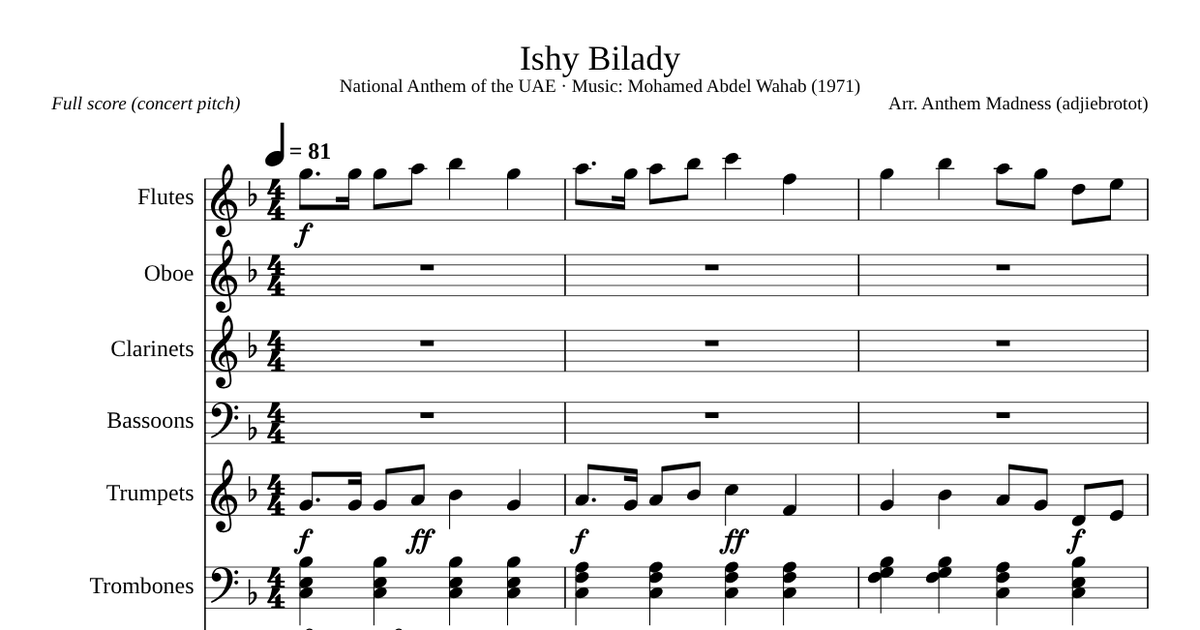 Ishy Bilady
National Anthem of the UAE · Music: Mohamed Abdel Wahab (1971)
Full score (concert pitch)
Arr. Anthem Madness (adjiebrotot)
= 81
Flutes
f
Oboe
Clarinets
Bassoons
Trumpets
f ff f ff f
Trombones